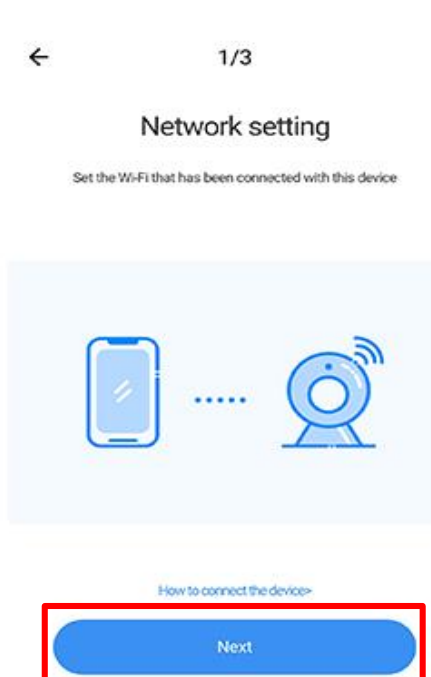 1/3
Network setting
Set the Wi-Fi that has been connected with this device
How to connect the device>
Next